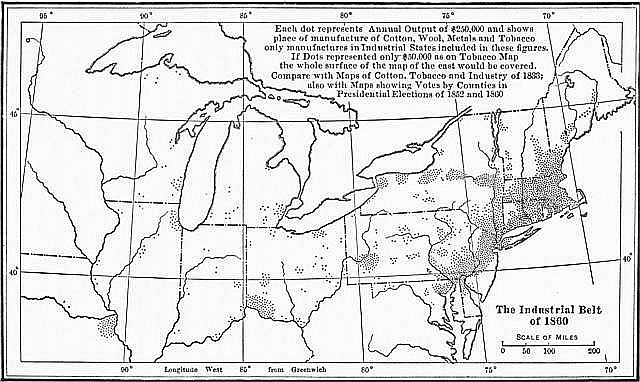 95°
90°
85°
80°
75°
70°
Each dot represents Annual Output of $250,000 and shows
place of manufacture of Cotton, Wool, Metals and Tobacco
only manufactures in Industrial States included in these figures.
If Dots represented only $50,000 as on Tobacco Map
the whole surface of the map of the east would be covered.
Compare with Maps of Cotton, Tobacco and Industry of 1833;
also with Maps showing Votes by Counties in
Presidential Elections of 1852 and 1860
45°
45°
40°
40°
The Industrial Belt
of 1860
SCALE OF MILES
0 50 100 200
90° Longitude West 85° from Greenwich 80° 75° 70°